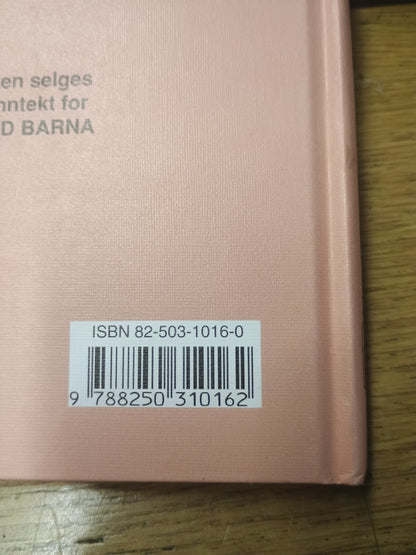 en selges
nntekt for
D BARNA
ISBN 82-503-1016-0
9 788250 310162